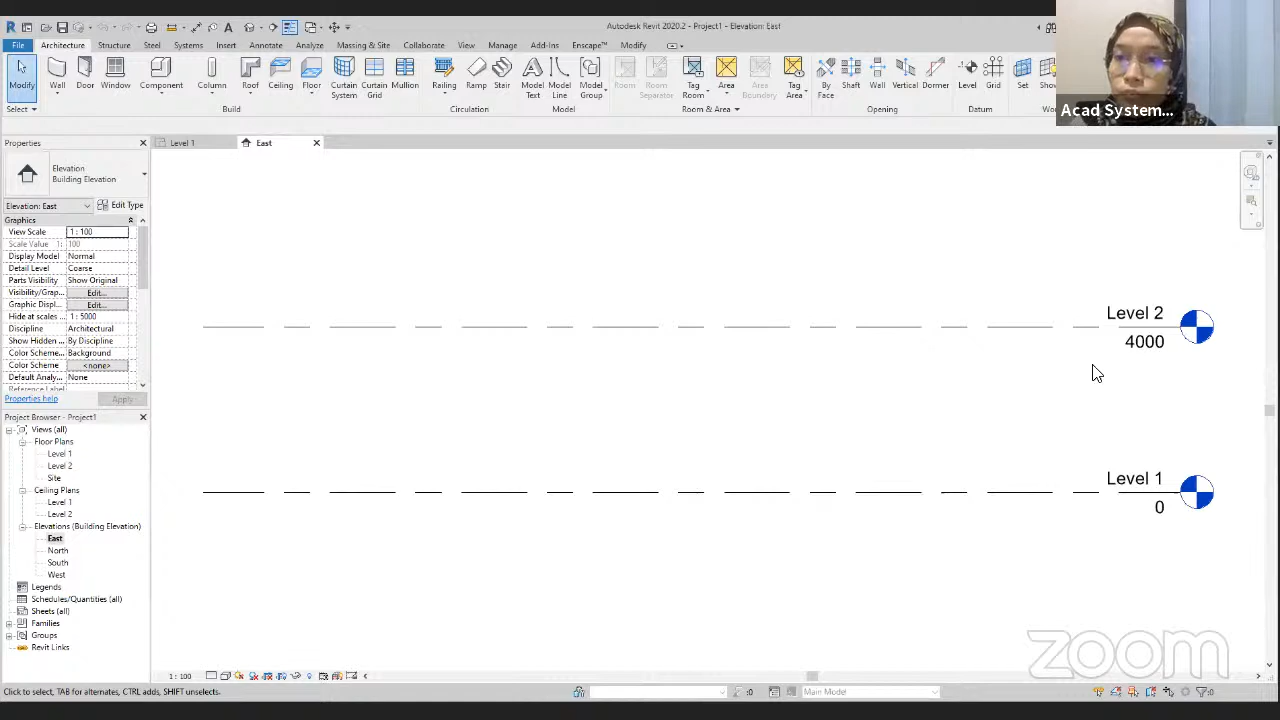 Autodesk Revit 2020.2 - Project1 - Elevation: East
File Architecture Structure Steel Systems Insert Annotate Analyze Massing & Site Collaborate View Manage Add-Ins Enscape™ Modify
Modify Wall Door Window Component Column Roof Ceiling Floor Curtain System Curtain Grid Mullion Railing Ramp Stair Model Text Model Line Model Group Room Room Separator Tag Room Area Area Boundary Tag Area By Face Shaft Wall Vertical Dormer Level Grid Set
Select Build Circulation Model Room & Area Opening Datum
Acad System...
Properties
Level 1 East
Elevation
Building Elevation
Elevation: East Edit Type
Graphics
View Scale 1 : 100
Scale Value 1: 100
Display Model Normal
Detail Level Coarse
Parts Visibility Show Original
Visibility/Grap... Edit...
Graphic Displ... Edit...
Hide at scales ... 1 : 5000
Discipline Architectural
Show Hidden ... By Discipline
Color Scheme... Background
Color Scheme <none>
Default Analy... None
Reference Label
Properties help Apply
Project Browser - Project1
Views (all)
Floor Plans
Level 1
Level 2
Site
Ceiling Plans
Level 1
Level 2
Elevations (Building Elevation)
East
North
South
West
Legends
Schedules/Quantities (all)
Sheets (all)
Families
Groups
Revit Links
Level 2
4000
Level 1
0
zoom
1 : 100
Click to select, TAB for alternates, CTRL adds, SHIFT unselects.
:0 Main Model :0